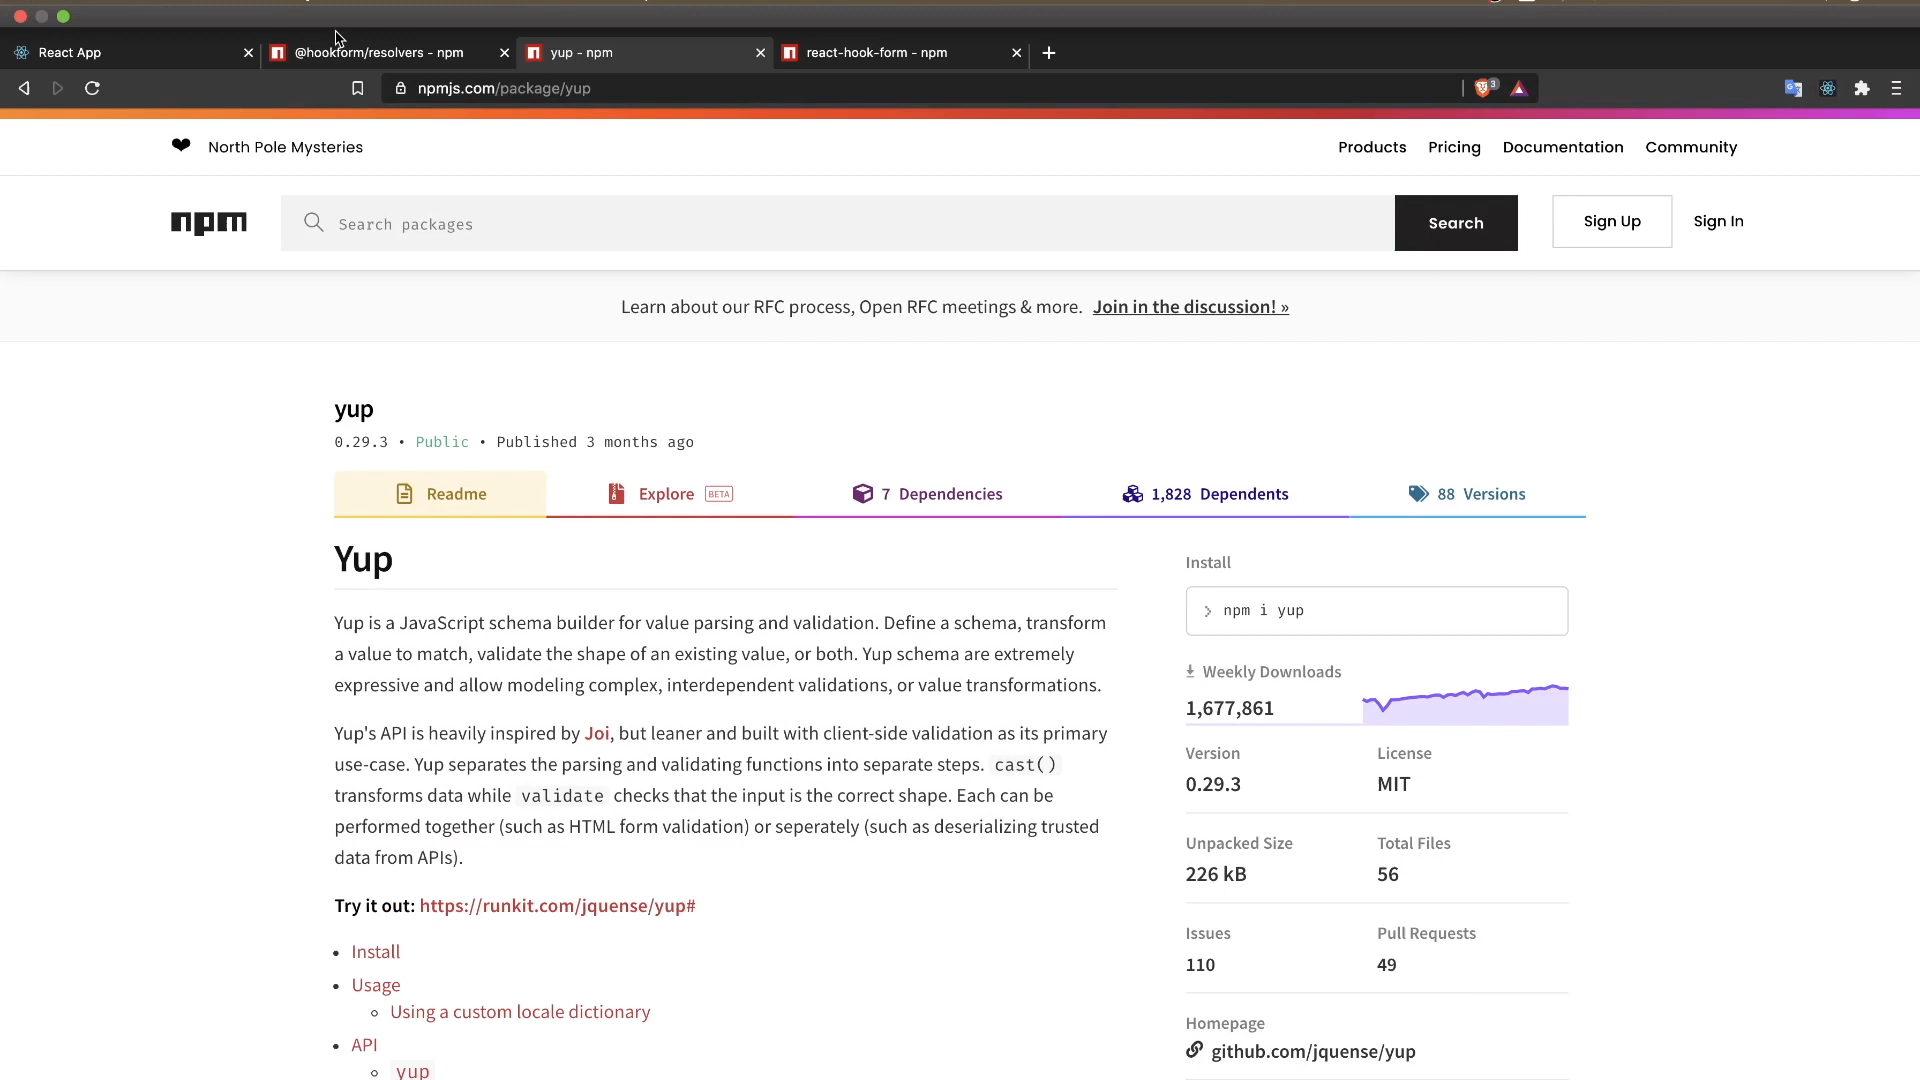 React App
@hookform/resolvers - npm
yup - npm
react-hook-form - npm
npmjs.com/package/yup
3
North Pole Mysteries
Products
Pricing
Documentation
Community
npm
Search packages
Search
Sign Up
Sign In
Learn about our RFC process, Open RFC meetings & more. Join in the discussion! »
yup
0.29.3 • Public • Published 3 months ago
Readme
Explore BETA
7 Dependencies
1,828 Dependents
88 Versions
Yup
Yup is a JavaScript schema builder for value parsing and validation. Define a schema, transform
a value to match, validate the shape of an existing value, or both. Yup schema are extremely
expressive and allow modeling complex, interdependent validations, or value transformations.
Yup's API is heavily inspired by Joi, but leaner and built with client-side validation as its primary
use-case. Yup separates the parsing and validating functions into separate steps. cast()
transforms data while validate checks that the input is the correct shape. Each can be
performed together (such as HTML form validation) or seperately (such as deserializing trusted
data from APIs).
Try it out: https://runkit.com/jquense/yup#
• Install
• Usage
Using a custom locale dictionary
• API
yup
Install
npm i yup
Weekly Downloads
1,677,861
Version
License
0.29.3
MIT
Unpacked Size
Total Files
226 kB
56
Issues
Pull Requests
110
49
Homepage
github.com/jquense/yup